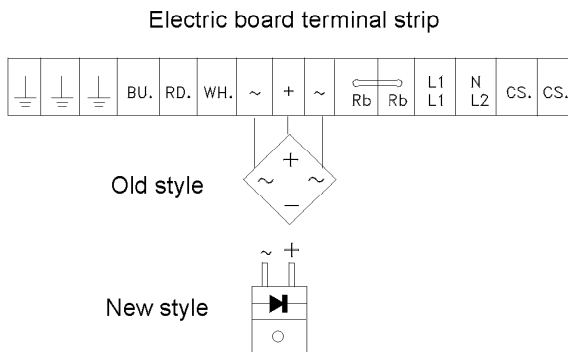 Electric board terminal strip
BU. RD. WH. ~ + ~ Rb Rb L1 L1 N L2 CS. CS.
+
~ ~
−
Old style
~ +
New style